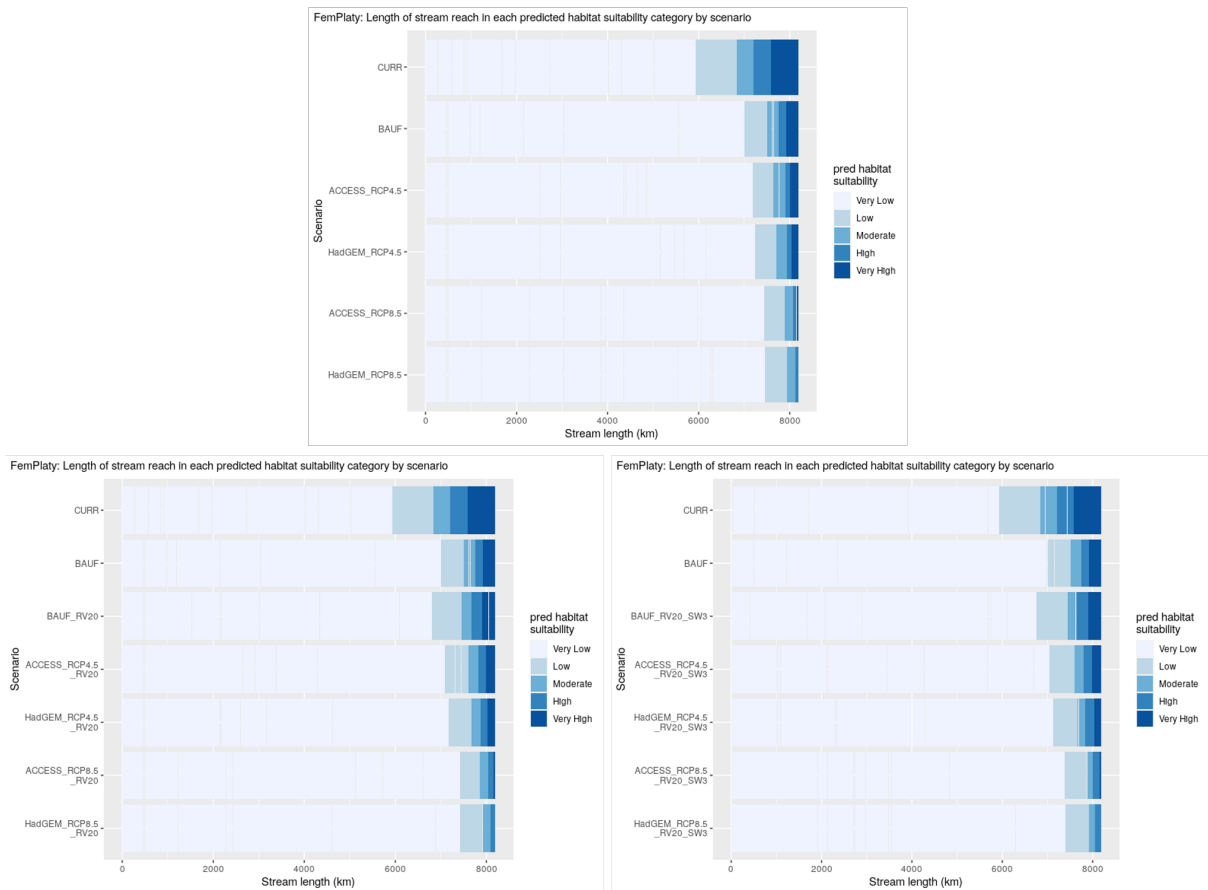 FemPlaty: Length of stream reach in each predicted habitat suitability category by scenario
CURR
BAUF
ACCESS_RCP4.5
HadGEM_RCP4.5
ACCESS_RCP8.5
HadGEM_RCP8.5
Scenario
0 2000 4000 6000 8000
Stream length (km)
pred habitat
suitability
Very Low
Low
Moderate
High
Very High
FemPlaty: Length of stream reach in each predicted habitat suitability category by scenario
CURR
BAUF
BAUF_RV20
ACCESS_RCP4.5
_RV20
HadGEM_RCP4.5
_RV20
ACCESS_RCP8.5
_RV20
HadGEM_RCP8.5
_RV20
Scenario
0 2000 4000 6000 8000
Stream length (km)
pred habitat
suitability
Very Low
Low
Moderate
High
Very High
FemPlaty: Length of stream reach in each predicted habitat suitability category by scenario
CURR
BAUF
BAUF_RV20_SW3
ACCESS_RCP4.5
_RV20_SW3
HadGEM_RCP4.5
_RV20_SW3
ACCESS_RCP8.5
_RV20_SW3
HadGEM_RCP8.5
_RV20_SW3
Scenario
0 2000 4000 6000 8000
Stream length (km)
pred habitat
suitability
Very Low
Low
Moderate
High
Very High